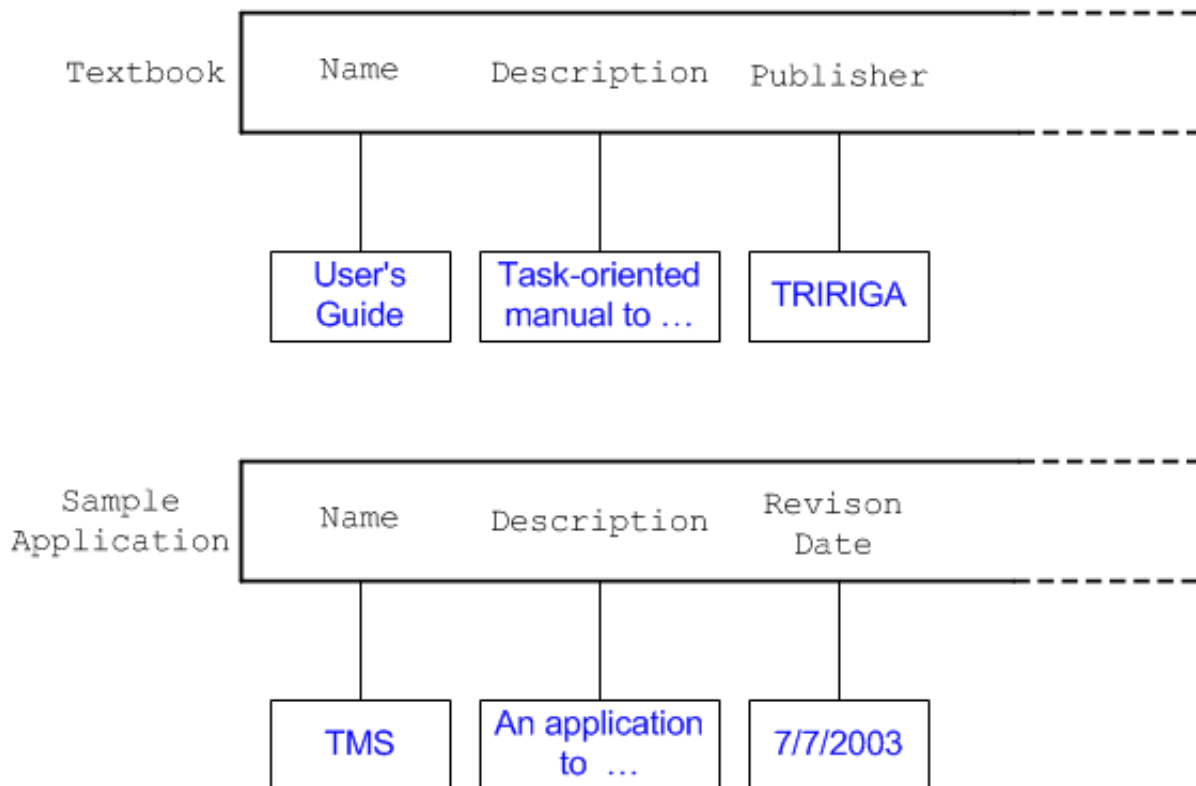 Textbook
Name
Description
Publisher
User's
Guide
Task-oriented
manual to …
TRIRIGA
Sample
Application
Name
Description
Revison
Date
TMS
An application
to …
7/7/2003